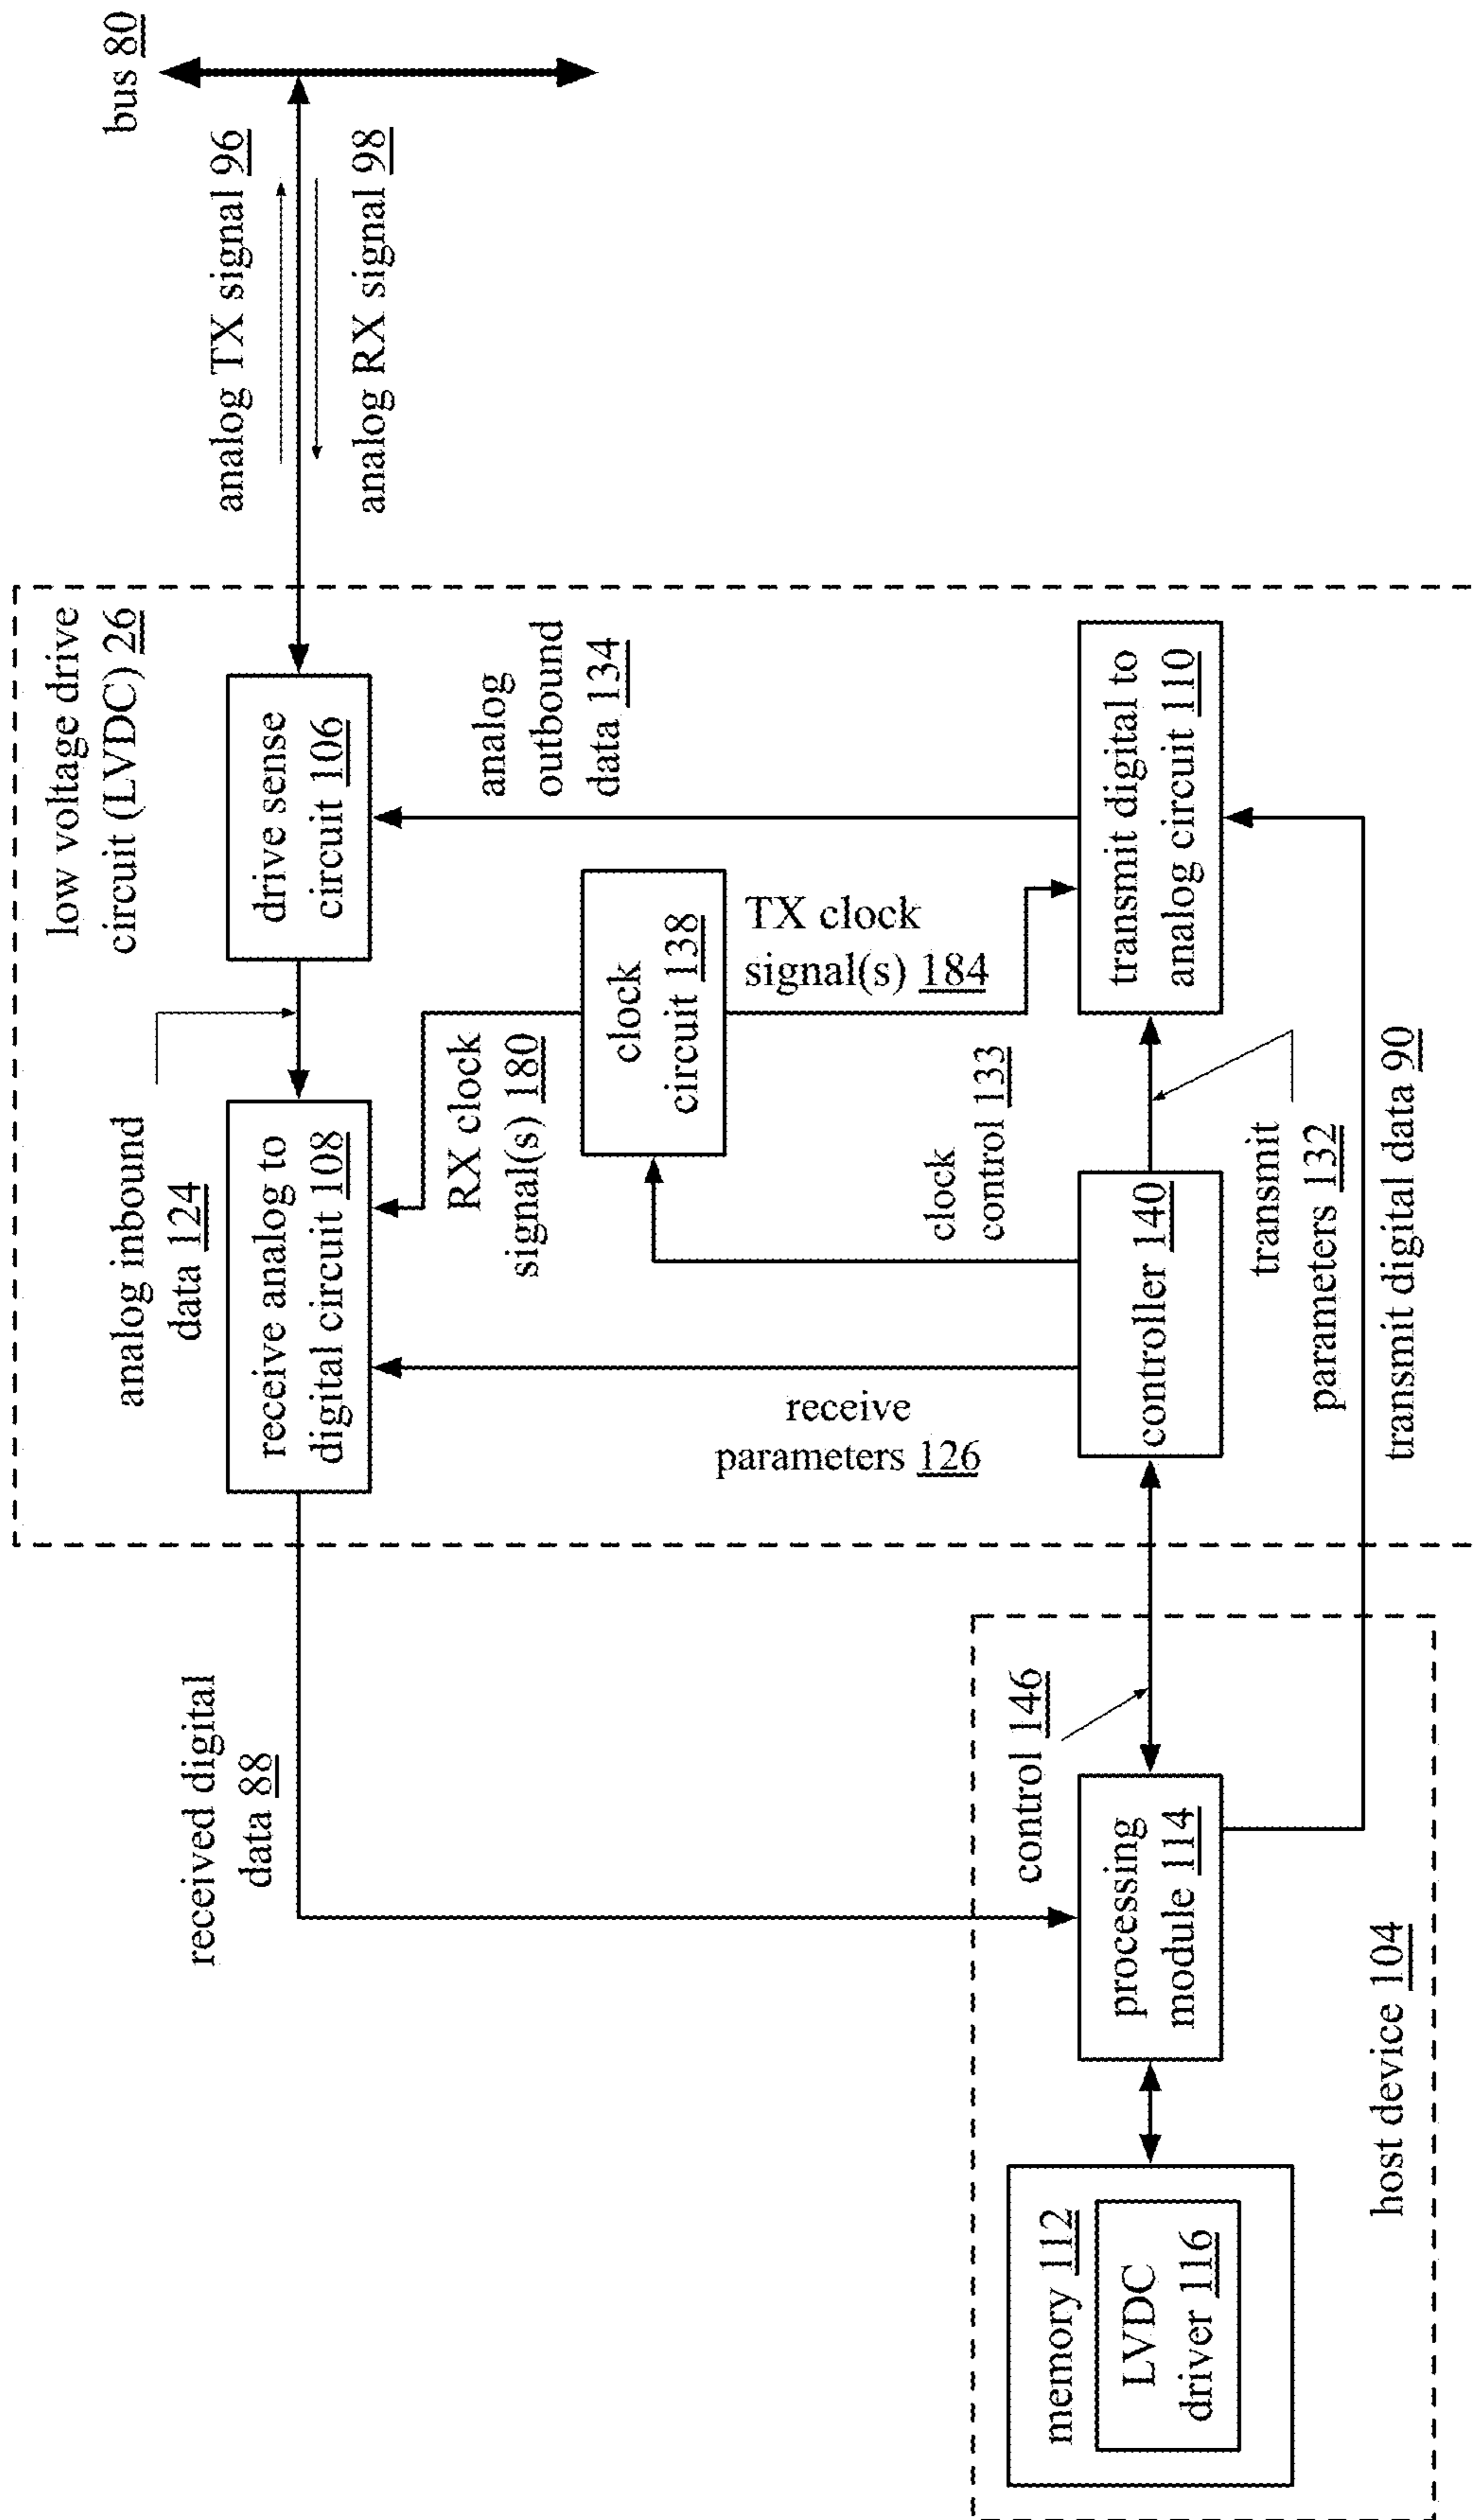 low voltage drive
circuit (LVDC) 26
bus 80
received digital
data 88
analog inbound
data 124
analog TX signal 96
analog RX signal 98
receive analog to
digital circuit 108
drive sense
circuit 106
RX clock
signal(s) 180
analog
outbound
data 134
clock
circuit 138
TX clock
signal(s) 184
receive
parameters 126
clock
control 133
memory 112
LVDC
driver 116
processing
module 114
control 146
controller 140
transmit digital to
analog circuit 110
transmit
parameters 132
host device 104
transmit digital data 90